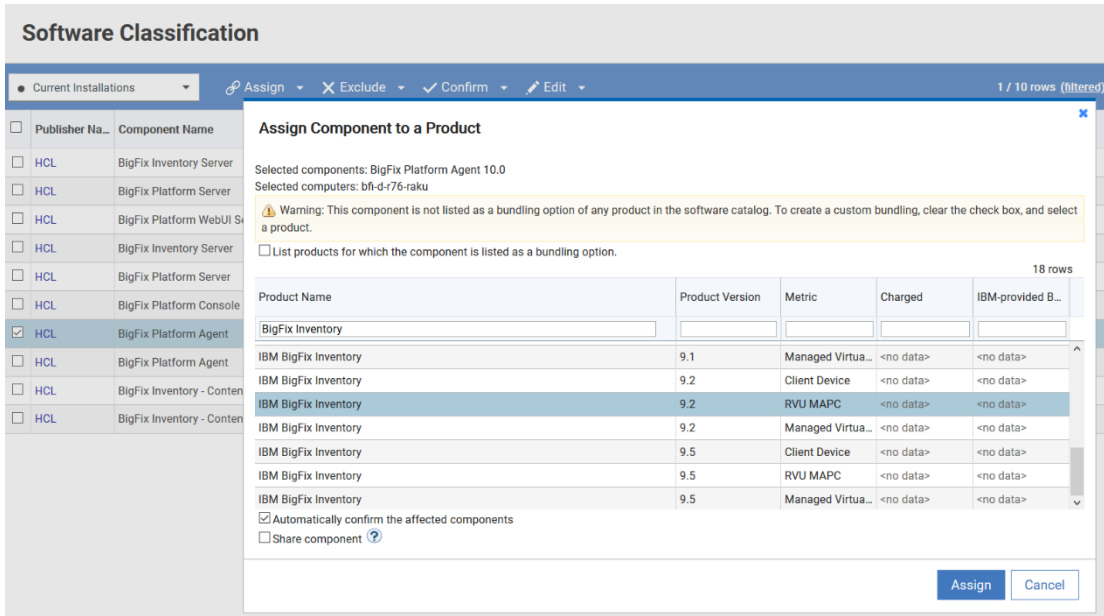 Software Classification
Current Installations
Assign
Exclude
Confirm
Edit
1 / 10 rows (filtered)
Publisher Na... Component Name
HCL BigFix Inventory Server
HCL BigFix Platform Server
HCL BigFix Platform WebUI Se
HCL BigFix Inventory Server
HCL BigFix Platform Server
HCL BigFix Platform Console
HCL BigFix Platform Agent
HCL BigFix Platform Agent
HCL BigFix Inventory - Conten
HCL BigFix Inventory - Conten
Assign Component to a Product
Selected components: BigFix Platform Agent 10.0
Selected computers: bfi-d-r76-raku
Warning: This component is not listed as a bundling option of any product in the software catalog. To create a custom bundling, clear the check box, and select
a product.
List products for which the component is listed as a bundling option.
18 rows
Product Name Product Version Metric Charged IBM-provided B...
BigFix Inventory
IBM BigFix Inventory 9.1 Managed Virtua... <no data> <no data>
IBM BigFix Inventory 9.2 Client Device <no data> <no data>
IBM BigFix Inventory 9.2 RVU MAPC <no data> <no data>
IBM BigFix Inventory 9.2 Managed Virtua... <no data> <no data>
IBM BigFix Inventory 9.5 Client Device <no data> <no data>
IBM BigFix Inventory 9.5 RVU MAPC <no data> <no data>
IBM BigFix Inventory 9.5 Managed Virtua... <no data> <no data>
Automatically confirm the affected components
Share component ?
Assign Cancel